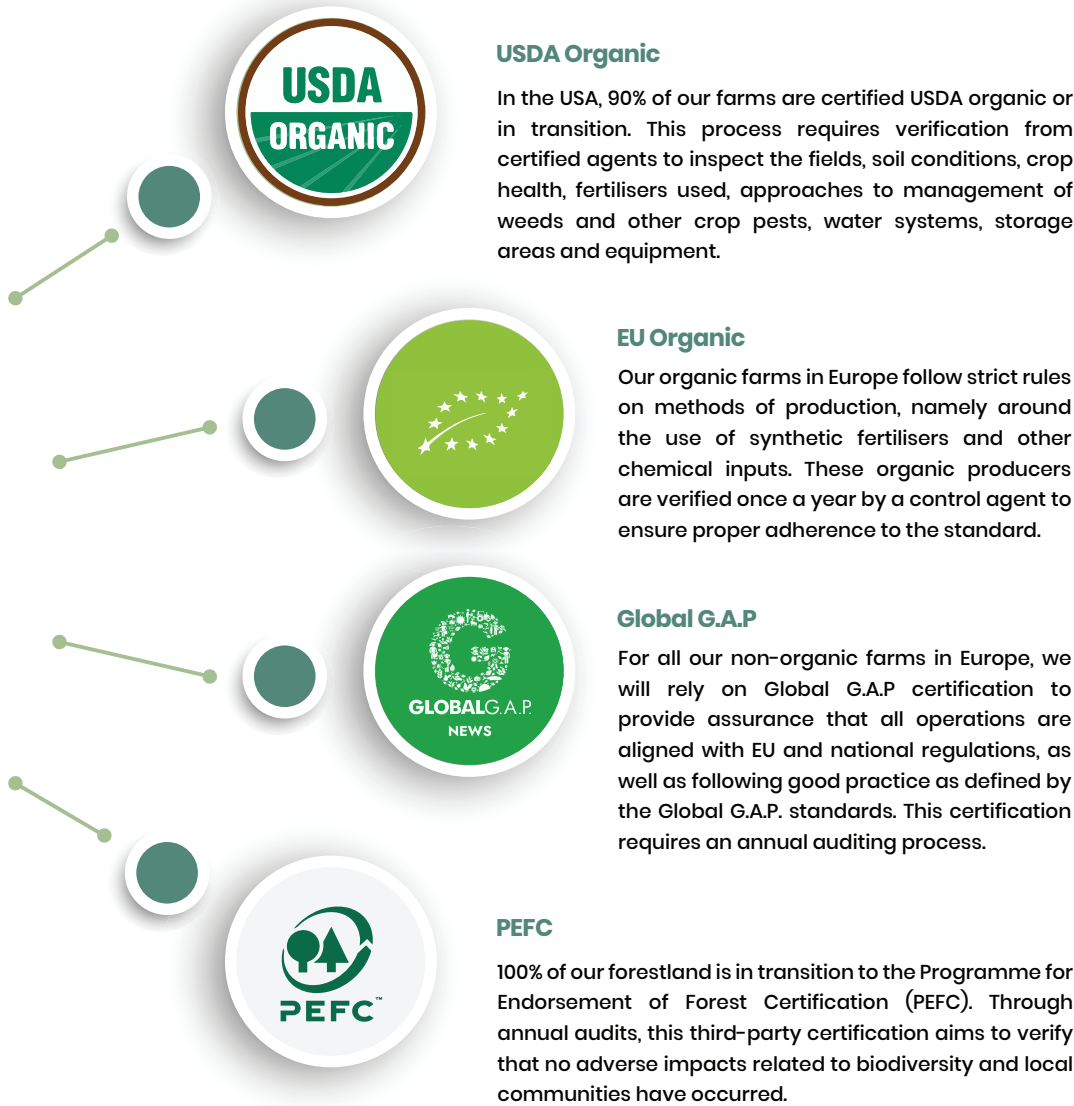 USDA
ORGANIC
USDA Organic
In the USA, 90% of our farms are certified USDA organic or
in transition. This process requires verification from
certified agents to inspect the fields, soil conditions, crop
health, fertilisers used, approaches to management of
weeds and other crop pests, water systems, storage
areas and equipment.
EU Organic
Our organic farms in Europe follow strict rules
on methods of production, namely around
the use of synthetic fertilisers and other
chemical inputs. These organic producers
are verified once a year by a control agent to
ensure proper adherence to the standard.
GLOBALG.A.P.
NEWS
Global G.A.P
For all our non-organic farms in Europe, we
will rely on Global G.A.P certification to
provide assurance that all operations are
aligned with EU and national regulations, as
well as following good practice as defined by
the Global G.A.P. standards. This certification
requires an annual auditing process.
PEFC™
PEFC
100% of our forestland is in transition to the Programme for
Endorsement of Forest Certification (PEFC). Through
annual audits, this third-party certification aims to verify
that no adverse impacts related to biodiversity and local
communities have occurred.